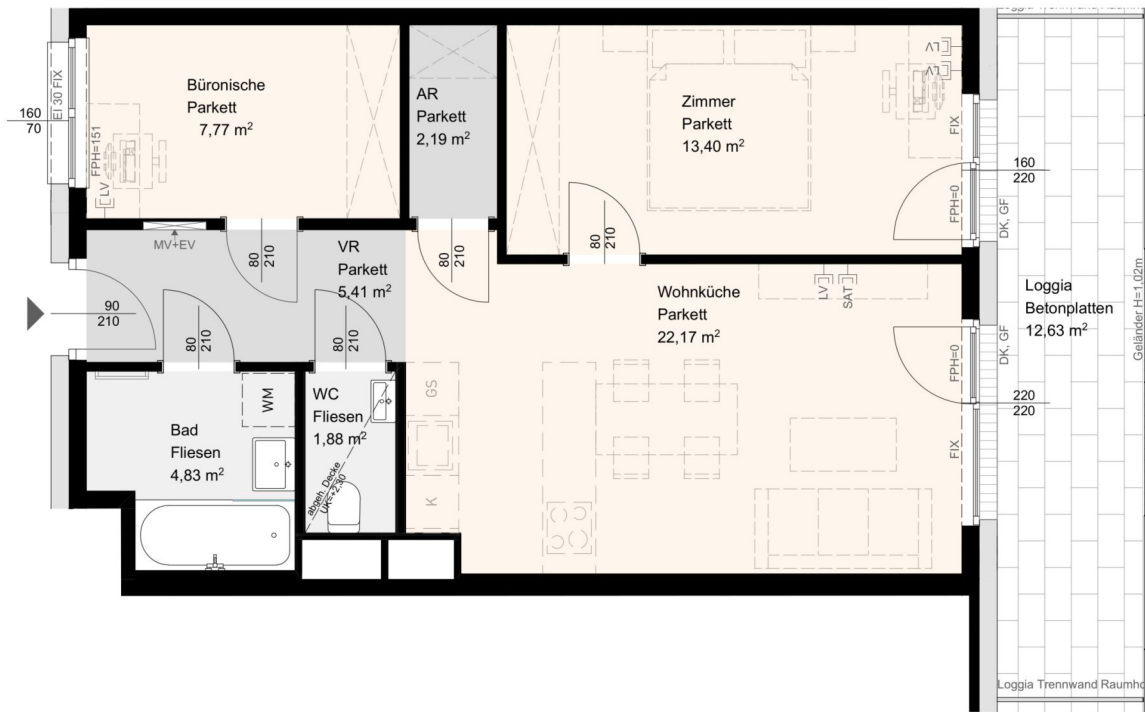 Büronische
Parkett
7,77 m²
EI 30 FIX
160
70
FPH=151
LV
AR
Parkett
2,19 m²
Zimmer
Parkett
13,40 m²
LV
LV
FIX
160
220
FPH=0
DK, GF
MV+EV
80
210
VR
Parkett
5,41 m²
80
210
80
210
90
210
80
210
80
210
Wohnküche
Parkett
22,17 m²
LV
SAT
Loggia
Betonplatten
12,63 m²
Geländer H=1,02m
DK, GF
FPH=0
220
220
FIX
Bad
Fliesen
4,83 m²
WM
WC
Fliesen
1,88 m²
abgeh. Decke
UK=+2,30
GS
K
Loggia Trennwand Raumho